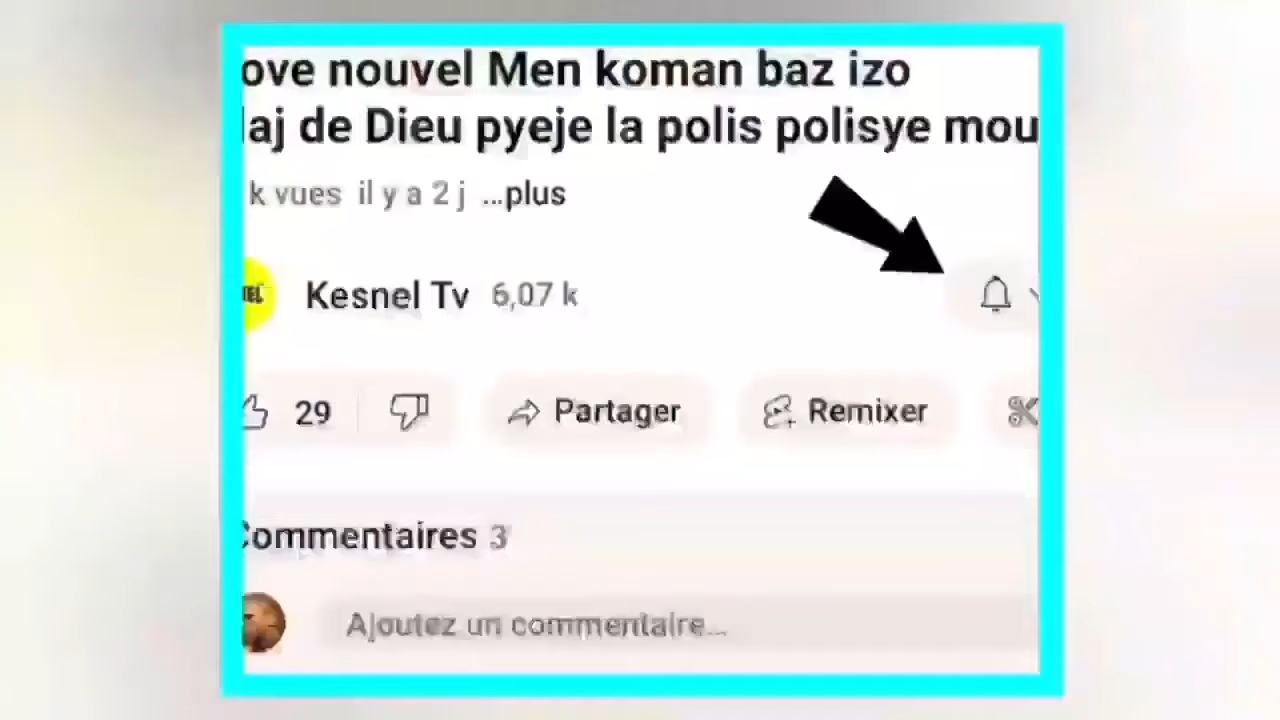 ove nouvel Men koman baz izo
laj de Dieu pyeje la polis polisye mou
k vues il y a 2 j ...plus
Kesnel Tv 6,07 k
29 Partager Remixer
Commentaires 3
Ajoutez un commentaire...